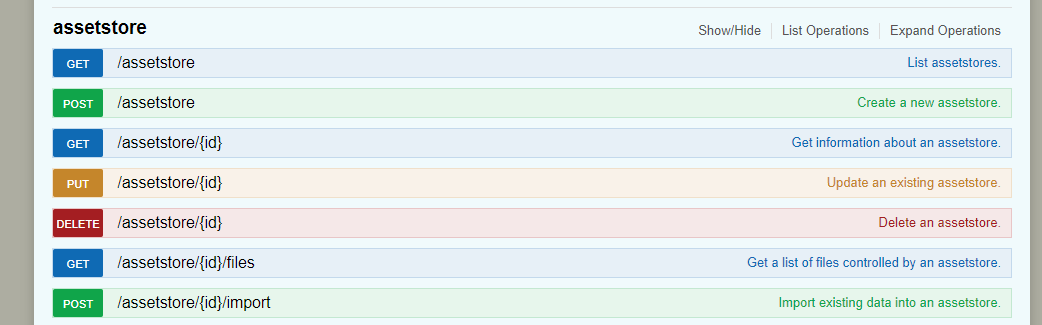 assetstore Show/Hide List Operations Expand Operations
GET /assetstore List assetstores.
POST /assetstore Create a new assetstore.
GET /assetstore/{id} Get information about an assetstore.
PUT /assetstore/{id} Update an existing assetstore.
DELETE /assetstore/{id} Delete an assetstore.
GET /assetstore/{id}/files Get a list of files controlled by an assetstore.
POST /assetstore/{id}/import Import existing data into an assetstore.